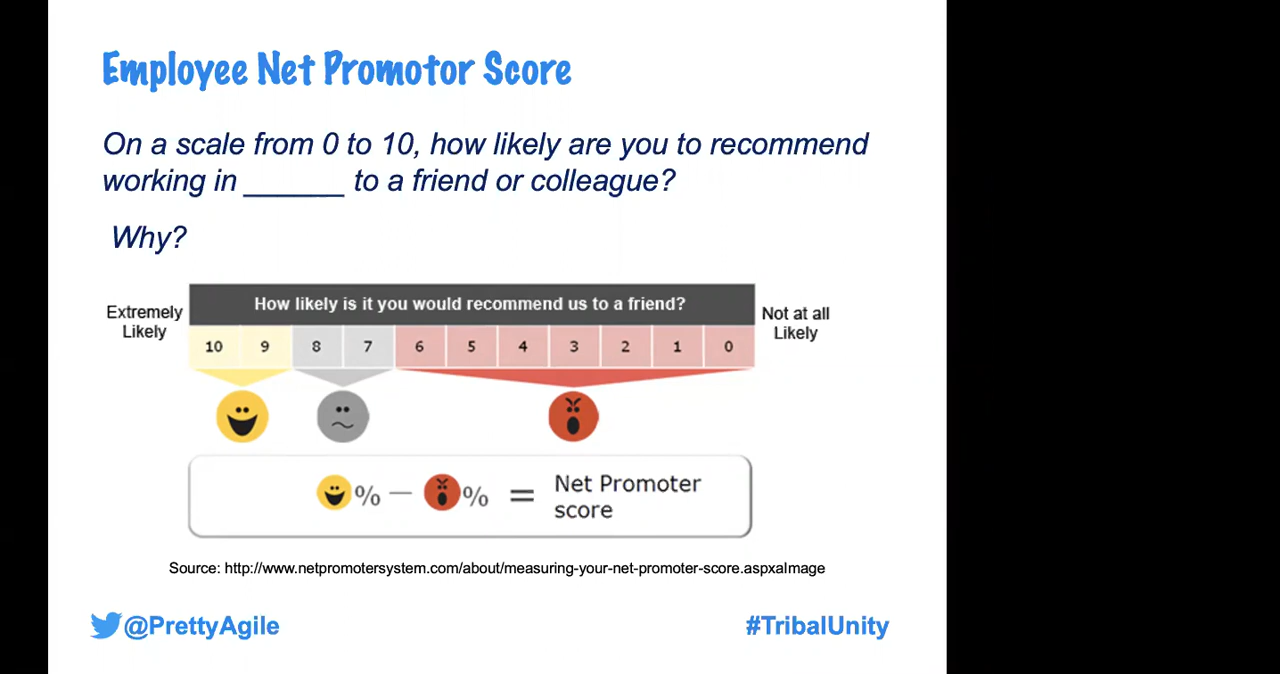 Employee Net Promotor Score
On a scale from 0 to 10, how likely are you to recommend
working in ______ to a friend or colleague?
Why?
Extremely
Likely
How likely is it you would recommend us to a friend?
Not at all
Likely
10 9 8 7 6 5 4 3 2 1 0
% — % = Net Promoter
score
Source: http://www.netpromotersystem.com/about/measuring-your-net-promoter-score.aspxaImage
@PrettyAgile
#TribalUnity